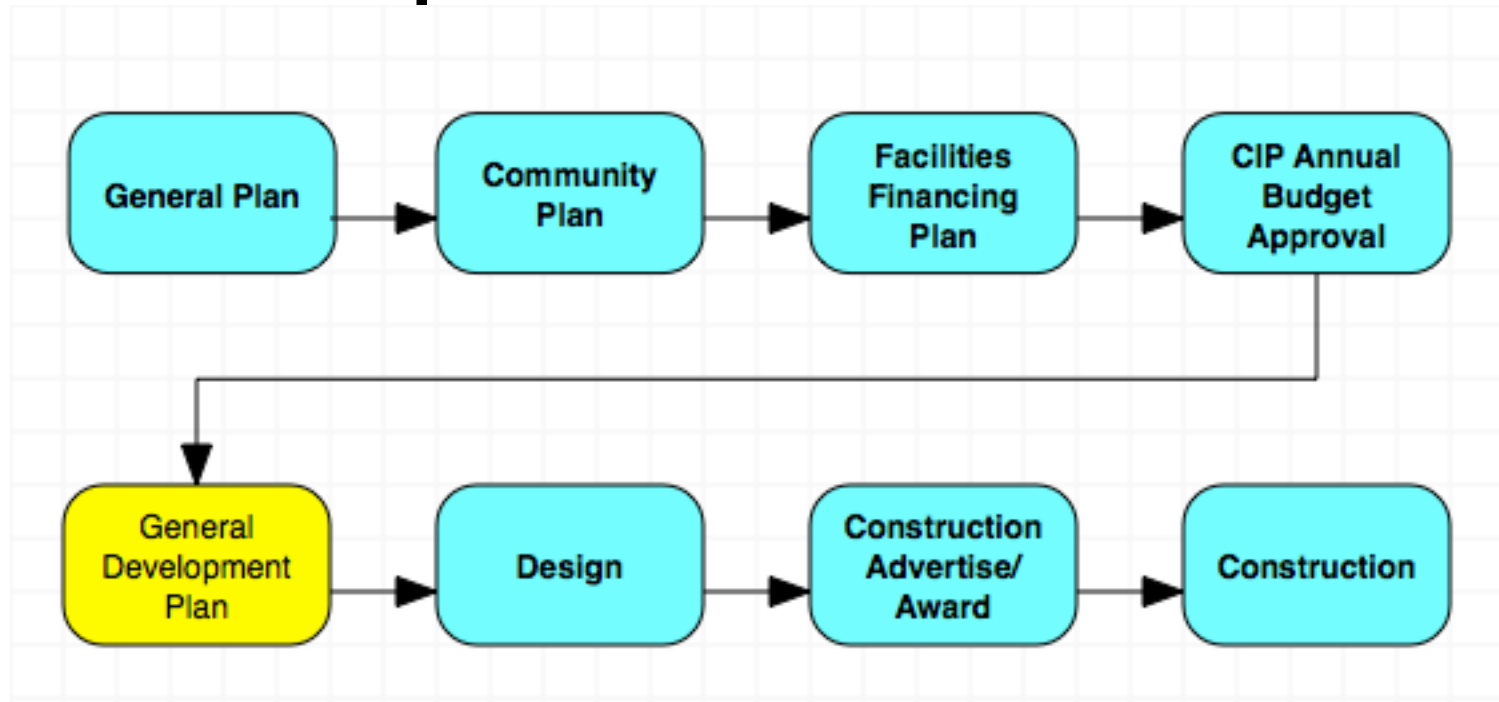 General Plan
Community
Plan
Facilities
Financing
Plan
CIP Annual
Budget
Approval
General
Development
Plan
Design
Construction
Advertise/
Award
Construction